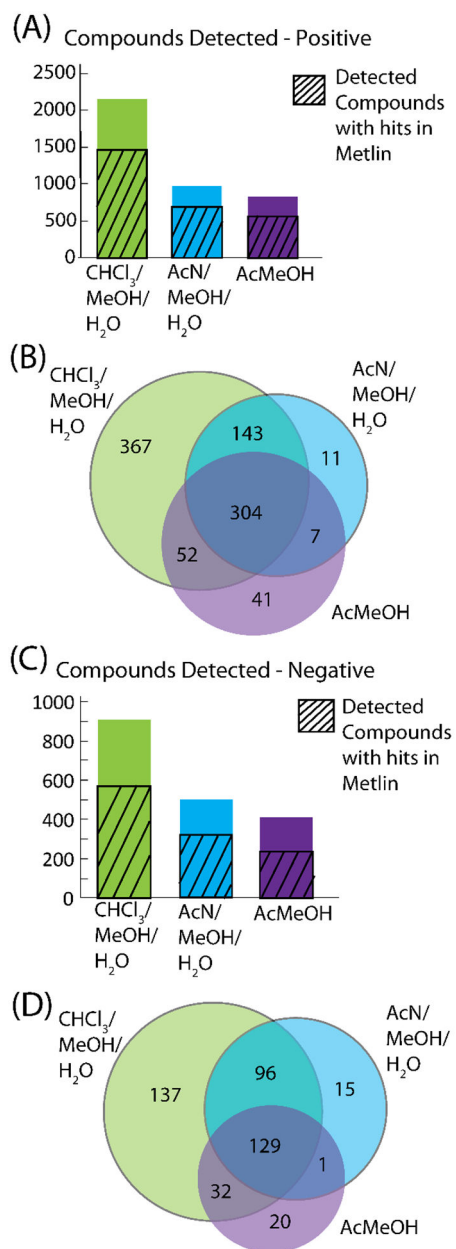 (A) Compounds Detected - Positive
2500
2000
1500
1000
500
0
Detected
Compounds
with hits in
Metlin
CHCl₃/
MeOH/
H₂O
AcN/
MeOH/
H₂O
AcMeOH
(B)
CHCl₃/
MeOH/
H₂O
AcN/
MeOH/
H₂O
367
143
11
304
52
7
41
AcMeOH
(C) Compounds Detected - Negative
1000
800
600
400
200
0
Detected
Compounds
with hits in
Metlin
CHCl₃/
MeOH/
H₂O
AcN/
MeOH/
H₂O
AcMeOH
(D)
CHCl₃/
MeOH/
H₂O
AcN/
MeOH/
H₂O
137
96
15
129
32
1
20
AcMeOH